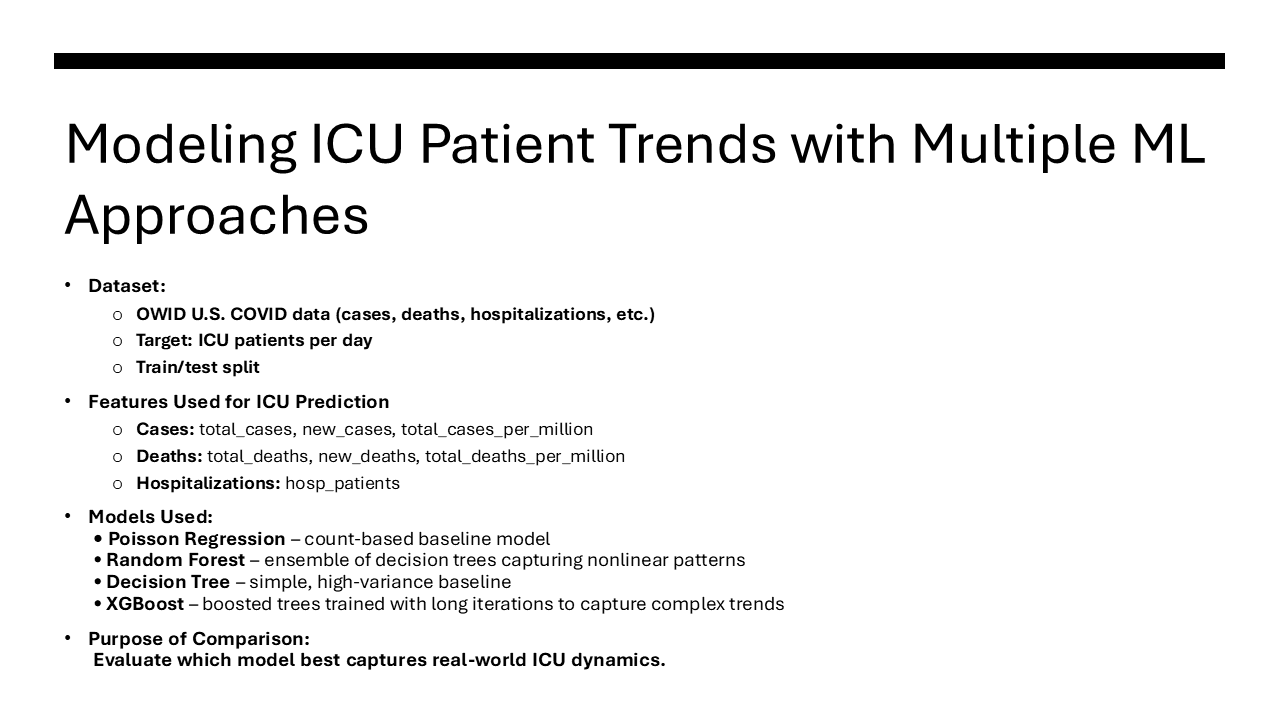 Modeling ICU Patient Trends with Multiple ML
Approaches
• Dataset:
o OWID U.S. COVID data (cases, deaths, hospitalizations, etc.)
o Target: ICU patients per day
o Train/test split
• Features Used for ICU Prediction
o Cases: total_cases, new_cases, total_cases_per_million
o Deaths: total_deaths, new_deaths, total_deaths_per_million
o Hospitalizations: hosp_patients
• Models Used:
• Poisson Regression – count-based baseline model
• Random Forest – ensemble of decision trees capturing nonlinear patterns
• Decision Tree – simple, high-variance baseline
• XGBoost – boosted trees trained with long iterations to capture complex trends
• Purpose of Comparison:
Evaluate which model best captures real-world ICU dynamics.